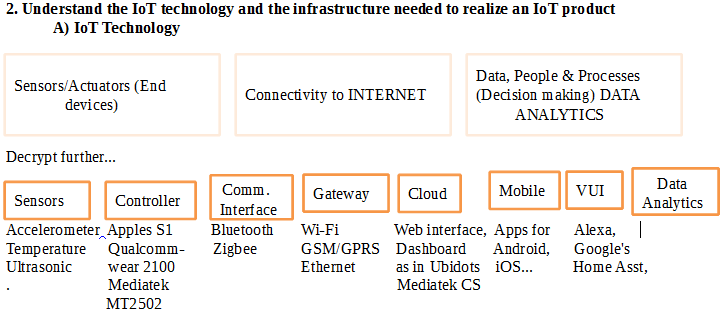 2. Understand the IoT technology and the infrastructure needed to realize an IoT product
A) IoT Technology
Sensors/Actuators (End
devices)
Connectivity to INTERNET
Data, People & Processes
(Decision making) DATA
ANALYTICS
Decrypt further...
Sensors
Controller
Comm.
Interface
Gateway
Cloud
Mobile
VUI
Data
Analytics
Accelerometer
Temperature
Ultrasonic
.
Apples S1
Qualcomm-
wear 2100
Mediatek
MT2502
Bluetooth
Zigbee
Wi-Fi
GSM/GPRS
Ethernet
Web interface,
Dashboard
as in Ubidots
Mediatek CS
Apps for
Android,
iOS...
Alexa,
Google's
Home Asst,